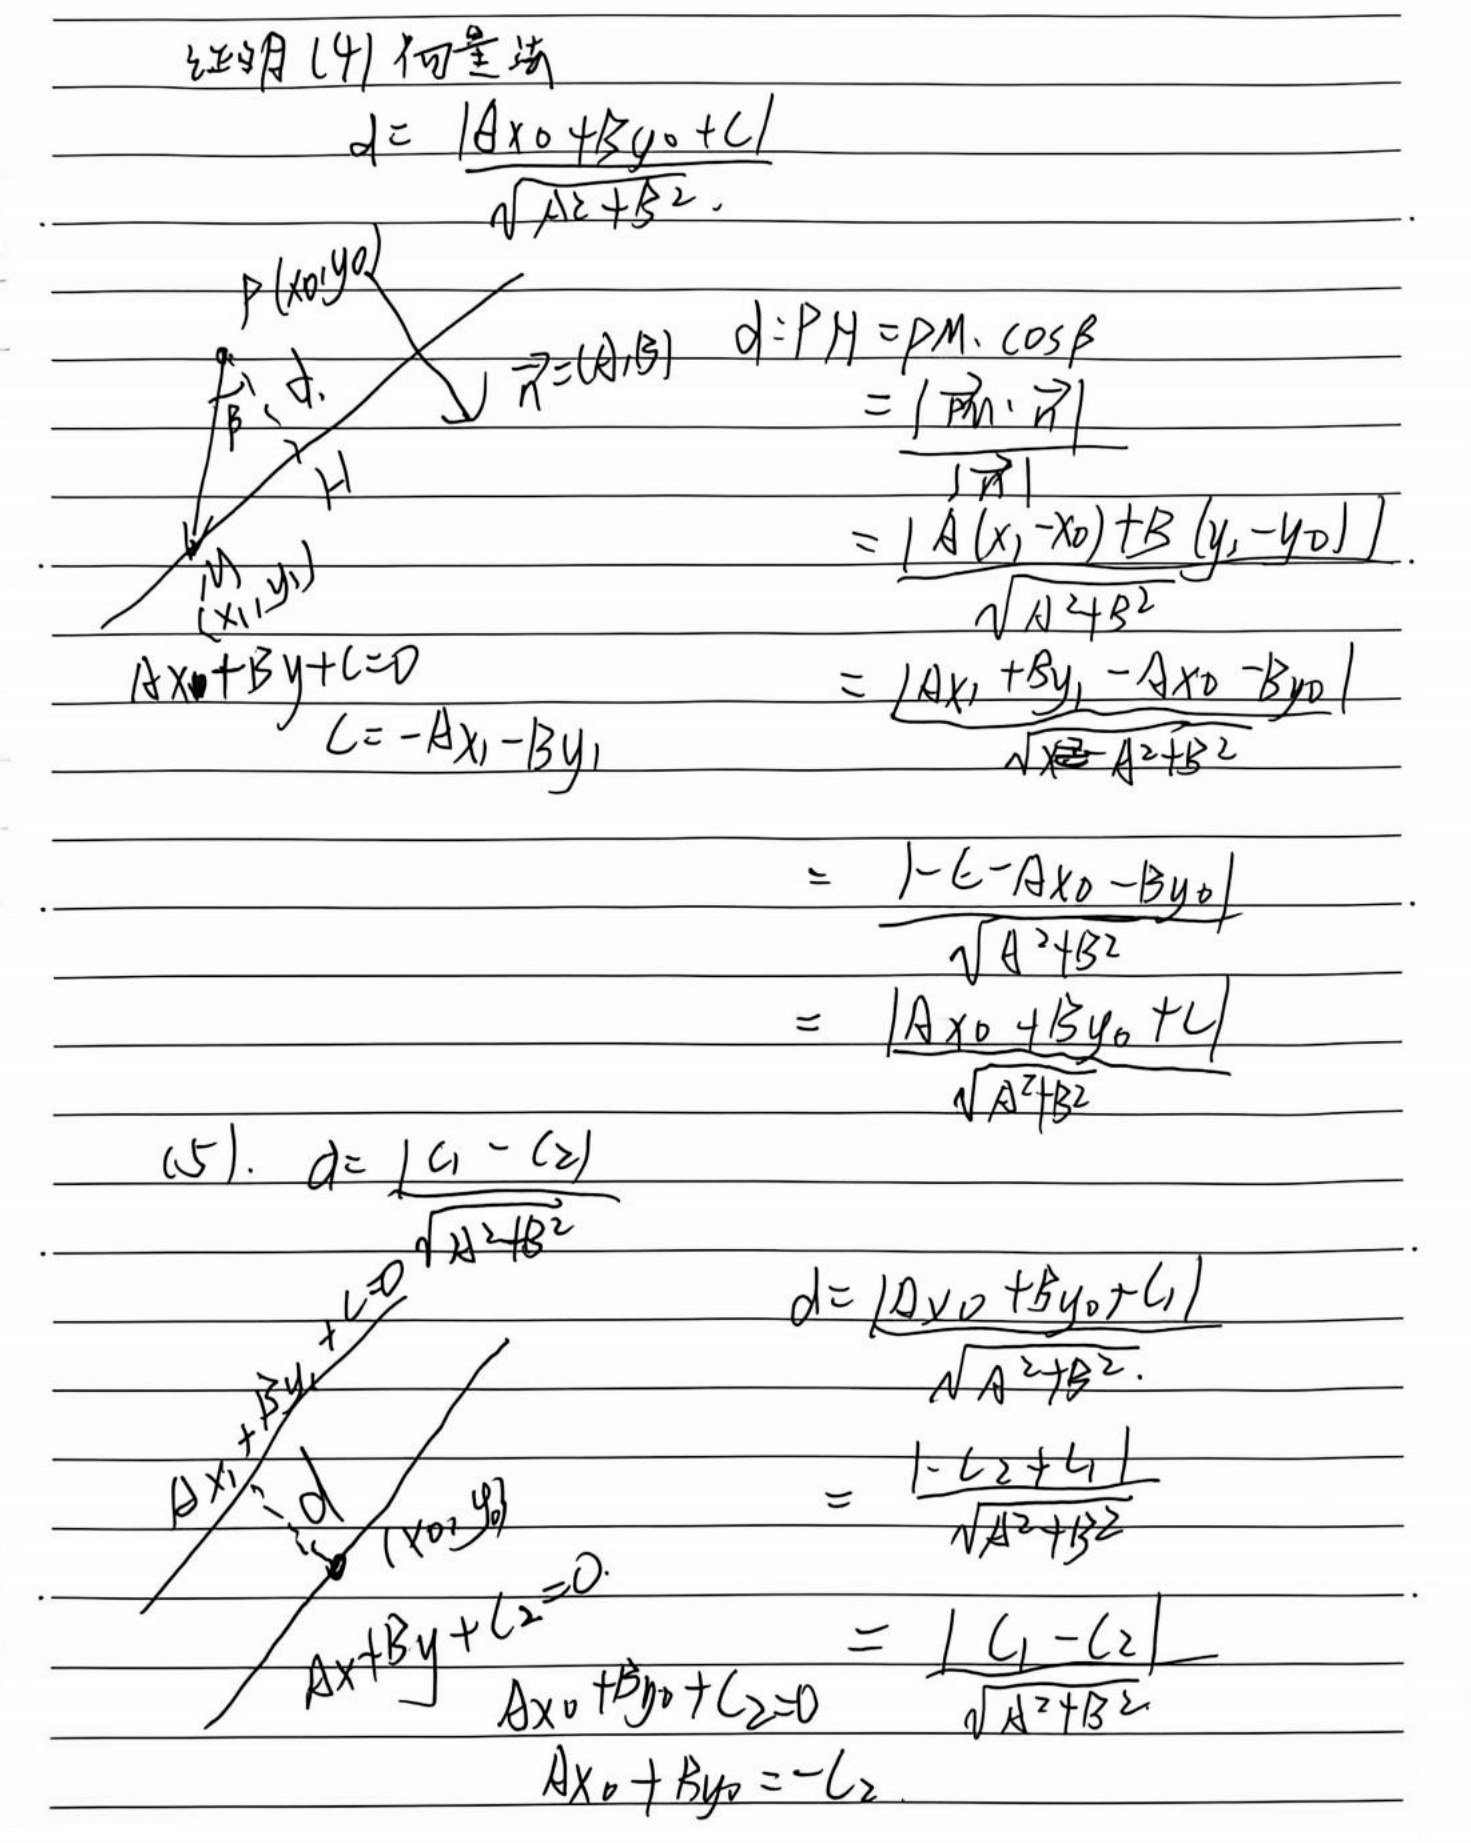 证明(4)向量法
d = |Ax₀+By₀+C| / √(A²+B²).
P(x₀,y₀)
n⃗=(A,B)
d
β
H
M
(x₁,y₁)
Ax+By+C=0
C=-Ax₁-By₁
d=PH=PM·cosβ
= |PM⃗·n⃗| / |n⃗|
= |A(x₁-x₀)+B(y₁-y₀)| / √(A²+B²)
= |Ax₁+By₁-Ax₀-By₀| / √(A²+B²)
= |-C-Ax₀-By₀| / √(A²+B²)
= |Ax₀+By₀+C| / √(A²+B²)
(5). d= |C₁-C₂| / √(A²+B²)
Ax₁+By₁+C=0
d
(x₀,y₀)
Ax+By+C₂=0.
Ax₀+By₀+C₂=0
Ax₀+By₀=-C₂.
d= |Ax₀+By₀+C₁| / √(A²+B²).
= |-C₂+C₁| / √(A²+B²)
= |C₁-C₂| / √(A²+B²)